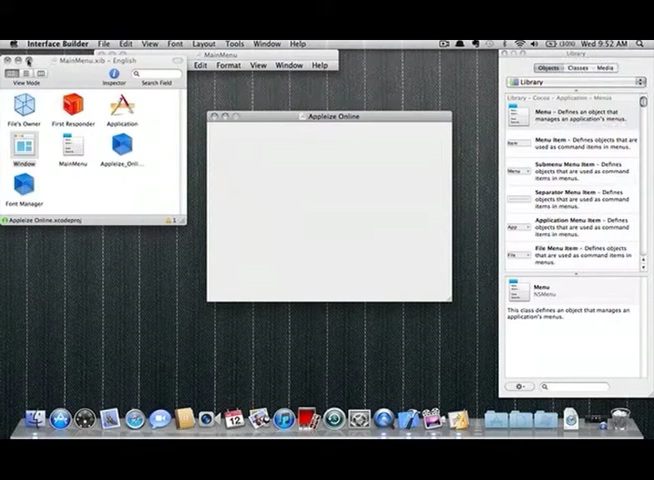 Interface Builder File Edit Find Font Layout Tools Window Help Wed 9:52 AM
MainMenu
Edit Format View Window Help
MainMenu.xib - English
View Mode Inspector Search Field
File's Owner First Responder Application
Window MainMenu Appleize_Onli...
Font Manager
Appleize Online.xcodeproj 1
Appleize Online
Library
Objects Classes Media
Library
Library - Cocoa - Application - Menus
Menu - Defines an object that manages an application's menus.
Item Menu Item - Defines objects that are used as command items in menus.
Menu Submenu Menu Item - Defines objects that are used as command items in menus.
Separator Menu Item - Defines objects that are used as command items in menus.
App Application Menu Item - Defines objects that are used as command items in menus.
File File Menu Item - Defines objects that are used as command items in menus.
Menu
NSMenu
This class defines an object that manages an application's menus.
12